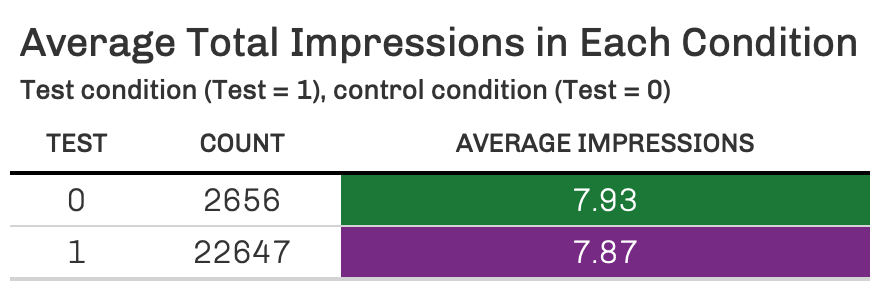 Average Total Impressions in Each Condition
Test condition (Test = 1), control condition (Test = 0)
TEST COUNT AVERAGE IMPRESSIONS
0 2656 7.93
1 22647 7.87